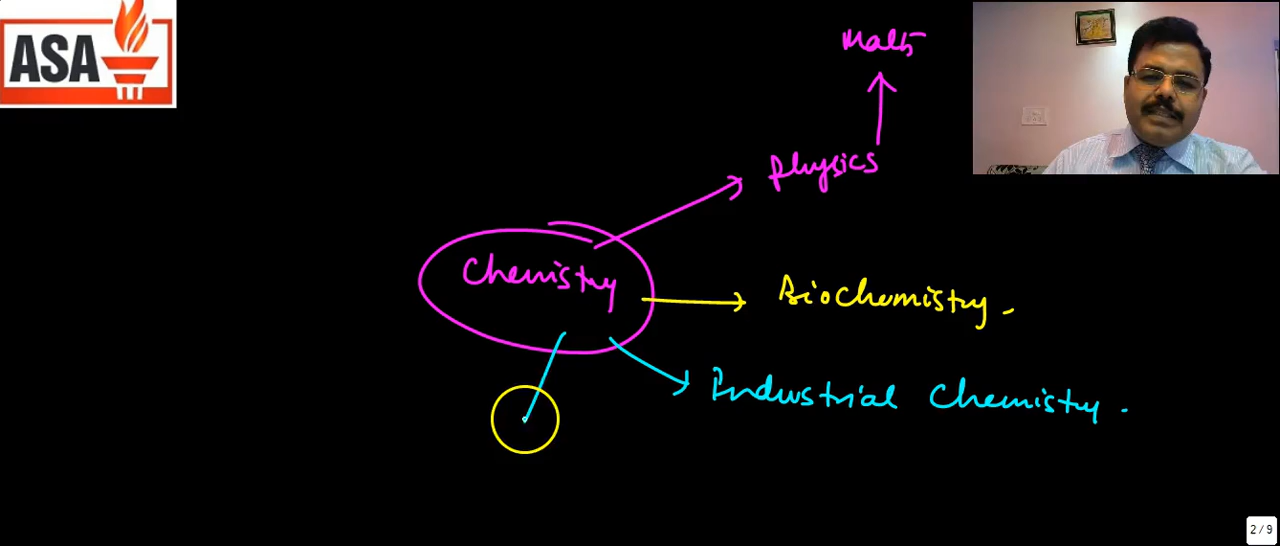 ASA
Maths
Physics
Chemistry
Biochemistry.
Industrial Chemistry.
2/9